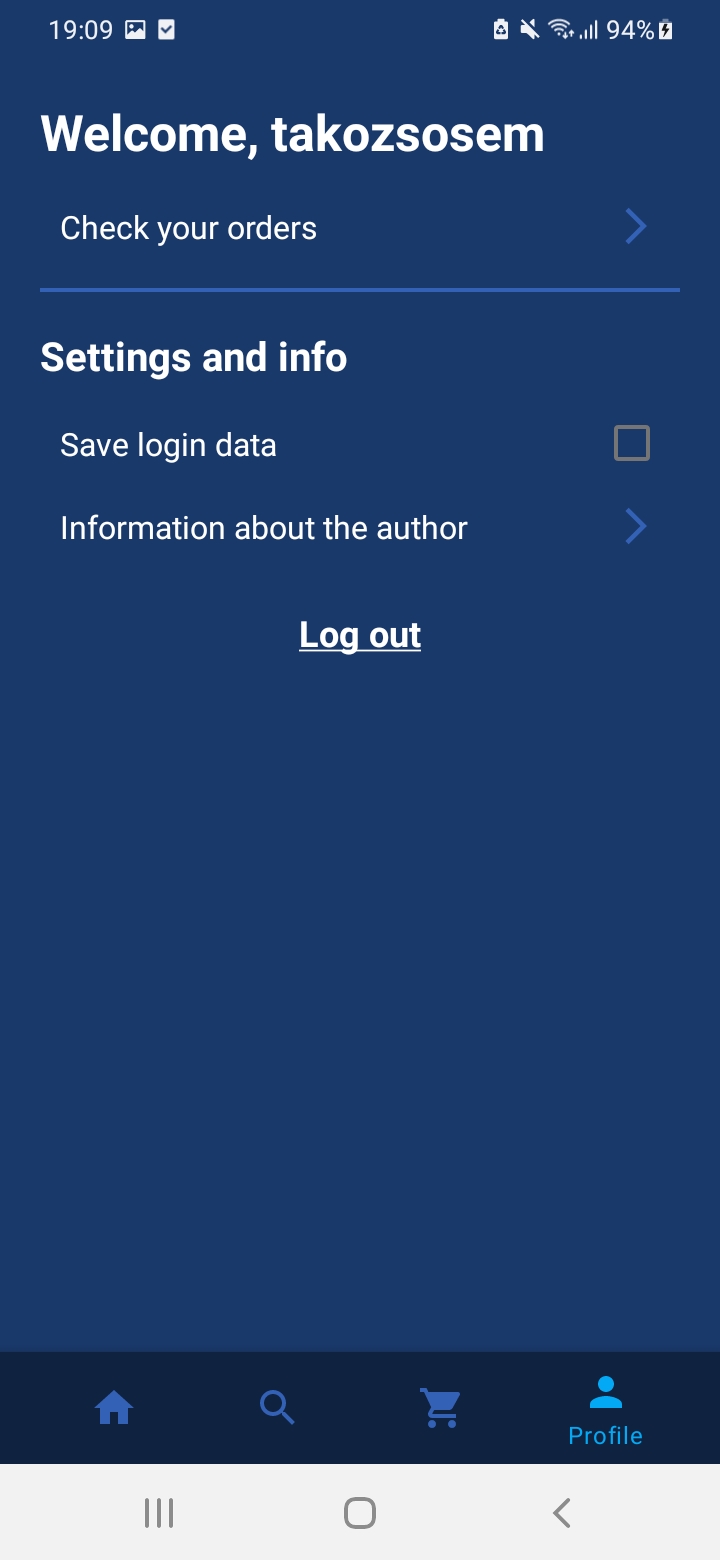 19:09 94%
Welcome, takozsosem
Check your orders
Settings and info
Save login data
Information about the author
Log out
Profile